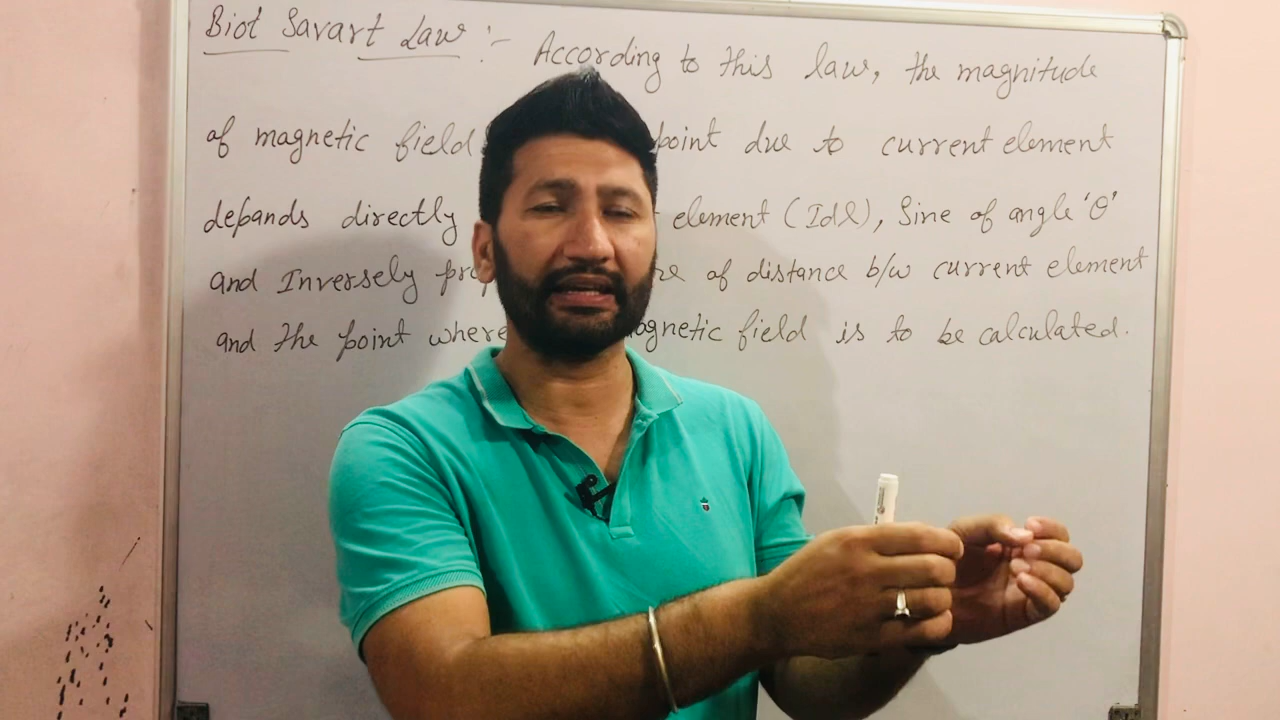 Biot Savart Law :- According to this law, the magnitude
of magnetic field point due to current element
depands directly element (Idl), Sine of angle 'θ'
and Inversely of distance b/w current element
and the point where magnetic field is to be calculated.